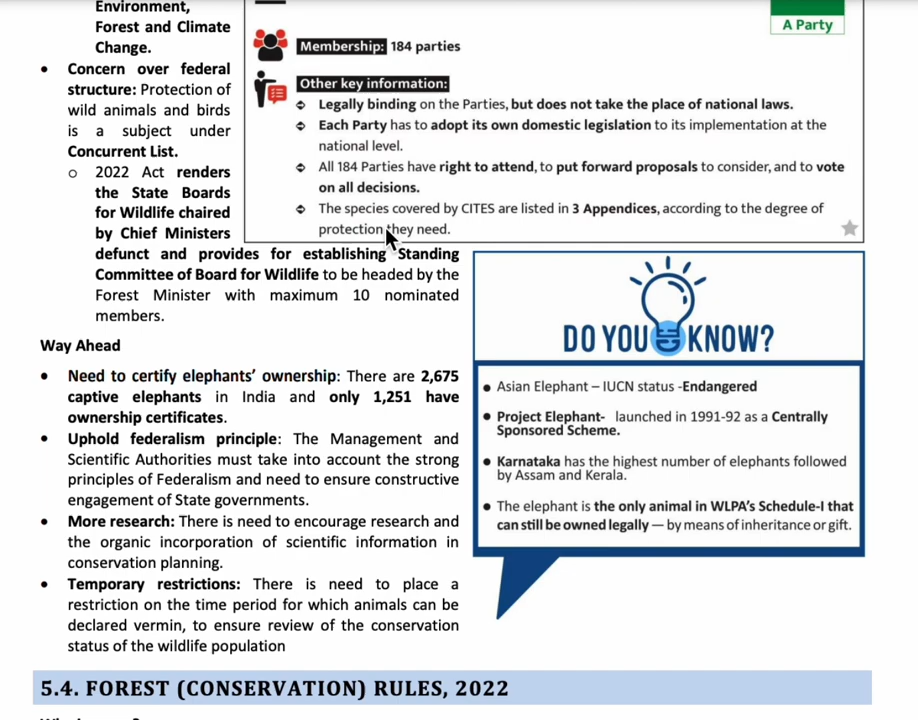 Environment,
Forest and Climate
Change.
• Concern over federal
structure: Protection of
wild animals and birds
is a subject under
Concurrent List.
o 2022 Act renders
the State Boards
for Wildlife chaired
by Chief Ministers
defunct and provides for establishing Standing
Committee of Board for Wildlife to be headed by the
Forest Minister with maximum 10 nominated
members.
A Party
Membership: 184 parties
Other key information:
Legally binding on the Parties, but does not take the place of national laws.
Each Party has to adopt its own domestic legislation to its implementation at the
national level.
All 184 Parties have right to attend, to put forward proposals to consider, and to vote
on all decisions.
The species covered by CITES are listed in 3 Appendices, according to the degree of
protection they need.
Way Ahead
• Need to certify elephants' ownership: There are 2,675
captive elephants in India and only 1,251 have
ownership certificates.
• Uphold federalism principle: The Management and
Scientific Authorities must take into account the strong
principles of Federalism and need to ensure constructive
engagement of State governments.
• More research: There is need to encourage research and
the organic incorporation of scientific information in
conservation planning.
• Temporary restrictions: There is need to place a
restriction on the time period for which animals can be
declared vermin, to ensure review of the conservation
status of the wildlife population
DO YOU KNOW?
• Asian Elephant – IUCN status -Endangered
• Project Elephant- launched in 1991-92 as a Centrally
Sponsored Scheme.
• Karnataka has the highest number of elephants followed
by Assam and Kerala.
• The elephant is the only animal in WLPA's Schedule-I that
can still be owned legally — by means of inheritance or gift.
5.4. FOREST (CONSERVATION) RULES, 2022